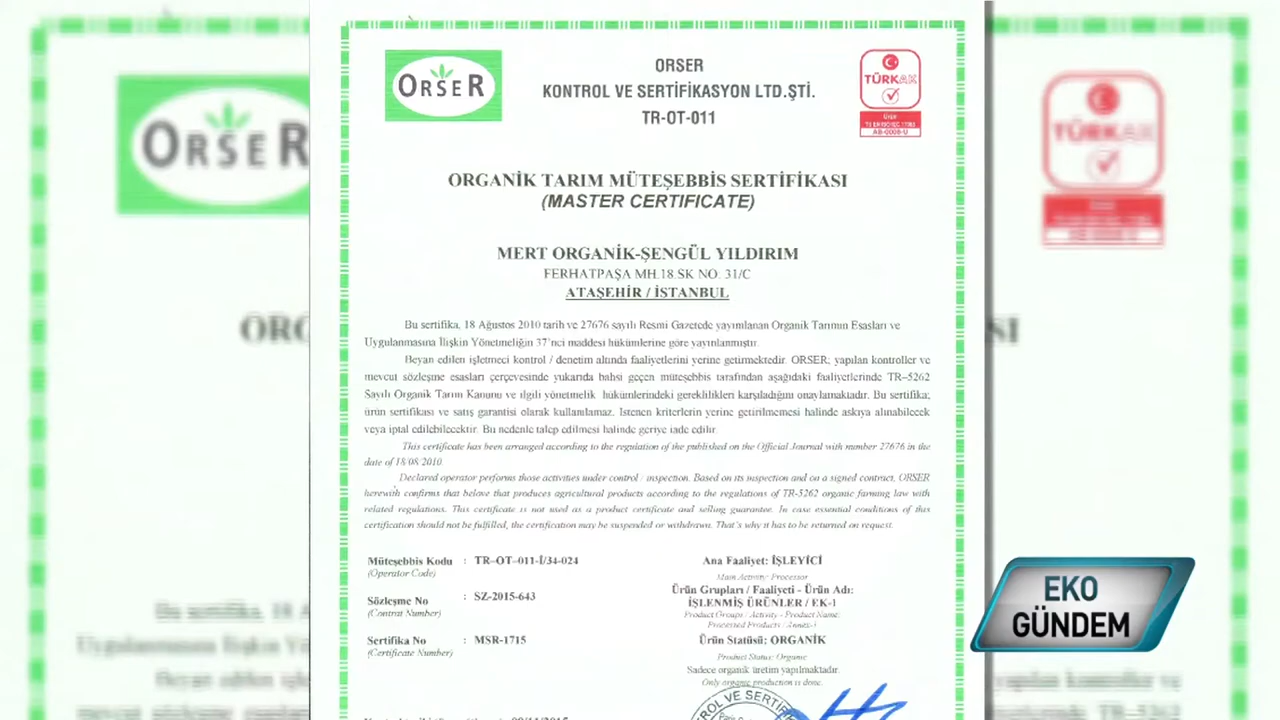 ORSER
ORSER
KONTROL VE SERTİFİKASYON LTD.ŞTİ.
TR-OT-011
TÜRKAK
AB-0008-U
ORGANİK TARIM MÜTEŞEBBİS SERTİFİKASI
(MASTER CERTIFICATE)
MERT ORGANİK-ŞENGÜL YILDIRIM
FERHATPAŞA MH.18.SK NO. 31/C
ATAŞEHİR / İSTANBUL
Bu sertifika, 18 Ağustos 2010 tarih ve 27676 sayılı Resmi Gazetede yayımlanan Organik Tarımın Esasları ve
Uygulanmasına İlişkin Yönetmeliğin 37'nci maddesi hükümlerine göre yayınlanmıştır.
Beyan edilen işletmeci kontrol / denetim altında faaliyetlerini yerine getirmektedir. ORSER; yapılan kontroller ve
mevcut sözleşme esasları çerçevesinde yukarıda bahsi geçen müteşebbis tarafından aşağıdaki faaliyetlerinde TR–5262
Sayılı Organik Tarım Kanunu ve ilgili yönetmelik hükümlerindeki gereklilikleri karşıladığını onaylamaktadır. Bu sertifika;
ürün sertifikası ve satış garantisi olarak kullanılamaz. İstenen kriterlerin yerine getirilmemesi halinde askıya alınabilecek
veya iptal edilebilecektir. Bu nedenle talep edilmesi halinde geriye iade edilir.
This certificate has been arranged according to the regulation of the published on the Official Journal with number 27676 in the
date of 18/08/2010.
Declared operator performs those activities under control / inspection. Based on its inspection and on a signed contract, ORSER
herewith confirms that belove that produces agricultural products according to the regulations of TR-5262 organic farming law with
related regulations. This certificate is not used as a product certificate and selling guarantee. In case essential conditions of this
certification should not be fulfilled, the certification may be suspended or withdrawn. That's why it has to be returned on request.
Müteşebbis Kodu : TR–OT–011-İ/34-024
(Operator Code)
Sözleşme No : SZ-2015-643
(Contrat Number)
Sertifika No : MSR-1715
(Certificate Number)
Ana Faaliyet: İŞLEYİCİ
Main Activity: Processor
Ürün Grupları / Faaliyeti - Ürün Adı:
İŞLENMİŞ ÜRÜNLER / EK-1
Product Groups / Activity - Product Name:
Processed Products / Annex-1
Ürün Statüsü: ORGANİK
Product Status: Organic
Sadece organik üretim yapılmaktadır.
Only organic production is done.
EKO
GÜNDEM